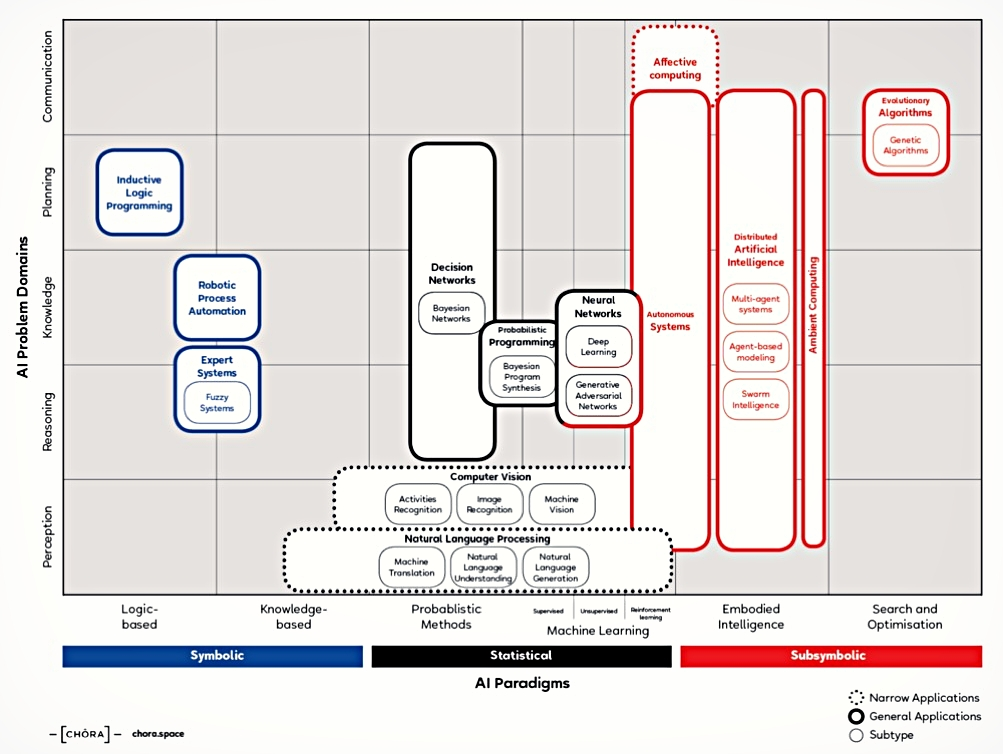 AI Problem Domains
Communication
Planning
Knowledge
Reasoning
Perception
Affective
computing
Evolutionary
Algorithms
Genetic
Algorithms
Inductive
Logic
Programming
Robotic
Process
Automation
Expert
Systems
Fuzzy
Systems
Decision
Networks
Bayesian
Networks
Probabilistic
Programming
Bayesian
Program
Synthesis
Neural
Networks
Deep
Learning
Generative
Adversarial
Networks
Autonomous
Systems
Distributed
Artificial
Intelligence
Multi-agent
systems
Agent-based
modeling
Swarm
Intelligence
Ambient Computing
Computer Vision
Activities
Recognition
Image
Recognition
Machine
Vision
Natural Language Processing
Machine
Translation
Natural
Language
Understanding
Natural
Language
Generation
Logic-
based
Knowledge-
based
Probablistic
Methods
Supervised
Unsupervised
Reinforcement
learning
Machine Learning
Embodied
Intelligence
Search and
Optimisation
Symbolic
Statistical
Subsymbolic
AI Paradigms
Narrow Applications
General Applications
Subtype
—[CHÔRA]— chora.space